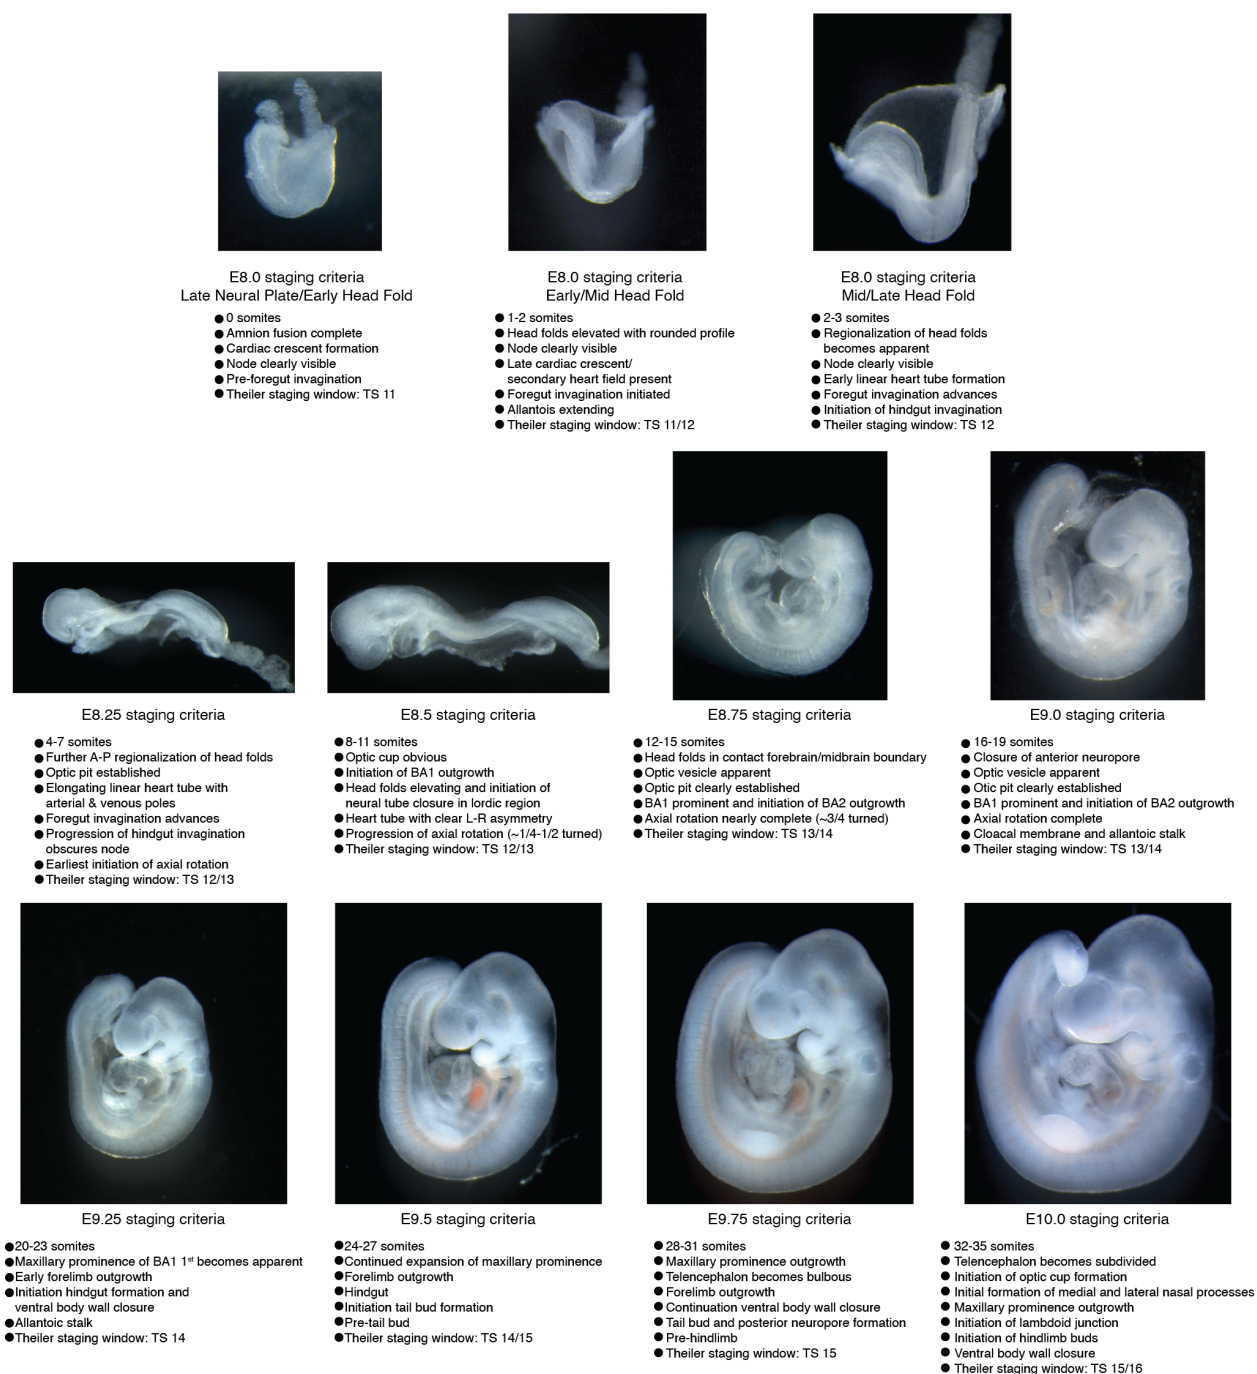 E8.0 staging criteria
Late Neural Plate/Early Head Fold
● 0 somites
● Amnion fusion complete
● Cardiac crescent formation
● Node clearly visible
● Pre-foregut invagination
● Theiler staging window: TS 11
E8.0 staging criteria
Early/Mid Head Fold
● 1-2 somites
● Head folds elevated with rounded profile
● Node clearly visible
● Late cardiac crescent/
secondary heart field present
● Foregut invagination initiated
● Allantois extending
● Theiler staging window: TS 11/12
E8.0 staging criteria
Mid/Late Head Fold
● 2-3 somites
● Regionalization of head folds
becomes apparent
● Node clearly visible
● Early linear heart tube formation
● Foregut invagination advances
● Initiation of hindgut invagination
● Theiler staging window: TS 12
E8.25 staging criteria
● 4-7 somites
● Further A-P regionalization of head folds
● Optic pit established
● Elongating linear heart tube with
arterial & venous poles
● Foregut invagination advances
● Progression of hindgut invagination
obscures node
● Earliest initiation of axial rotation
● Theiler staging window: TS 12/13
E8.5 staging criteria
● 8-11 somites
● Optic cup obvious
● Initiation of BA1 outgrowth
● Head folds elevating and initiation of
neural tube closure in lordic region
● Heart tube with clear L-R asymmetry
● Progression of axial rotation (~1/4-1/2 turned)
● Theiler staging window: TS 12/13
E8.75 staging criteria
● 12-15 somites
● Head folds in contact forebrain/midbrain boundary
● Optic vesicle apparent
● Optic pit clearly established
● BA1 prominent and initiation of BA2 outgrowth
● Axial rotation nearly complete (~3/4 turned)
● Theiler staging window: TS 13/14
E9.0 staging criteria
● 16-19 somites
● Closure of anterior neuropore
● Optic vesicle apparent
● Otic pit clearly established
● BA1 prominent and initiation of BA2 outgrowth
● Axial rotation complete
● Cloacal membrane and allantoic stalk
● Theiler staging window: TS 13/14
E9.25 staging criteria
● 20-23 somites
● Maxillary prominence of BA1 1st becomes apparent
● Early forelimb outgrowth
● Initiation hindgut formation and
ventral body wall closure
● Allantoic stalk
● Theiler staging window: TS 14
E9.5 staging criteria
● 24-27 somites
● Continued expansion of maxillary prominence
● Forelimb outgrowth
● Hindgut
● Initiation tail bud formation
● Pre-tail bud
● Theiler staging window: TS 14/15
E9.75 staging criteria
● 28-31 somites
● Maxillary prominence outgrowth
● Telencephalon becomes bulbous
● Forelimb outgrowth
● Continuation ventral body wall closure
● Tail bud and posterior neuropore formation
● Pre-hindlimb
● Theiler staging window: TS 15
E10.0 staging criteria
● 32-35 somites
● Telencephalon becomes subdivided
● Initiation of optic cup formation
● Initial formation of medial and lateral nasal processes
● Maxillary prominence outgrowth
● Initiation of lambdoid junction
● Initiation of hindlimb buds
● Ventral body wall closure
● Theiler staging window: TS 15/16